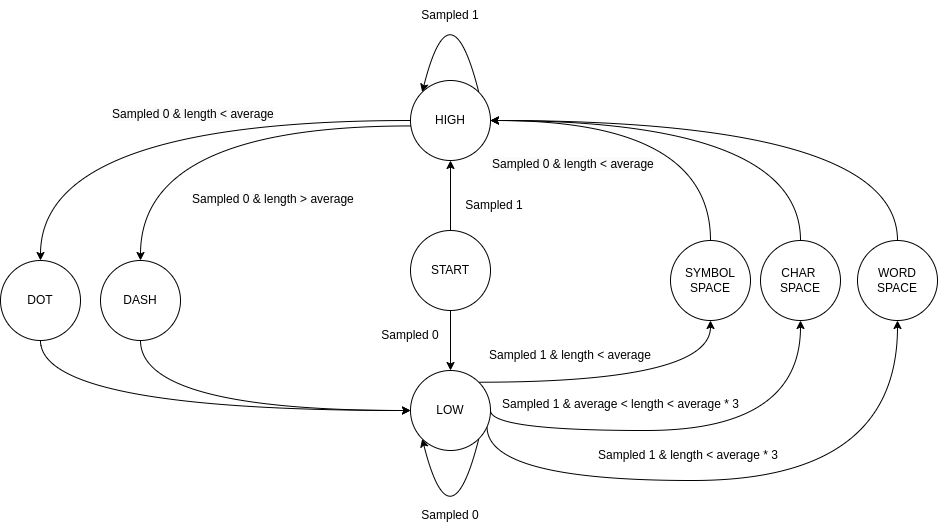 Sampled 1
Sampled 0 & length < average
HIGH
Sampled 0 & length < average
Sampled 0 & length > average
Sampled 1
START
SYMBOL
SPACE
CHAR
SPACE
WORD
SPACE
DOT
DASH
Sampled 0
Sampled 1 & length < average
LOW
Sampled 1 & average < length < average * 3
Sampled 1 & length < average * 3
Sampled 0